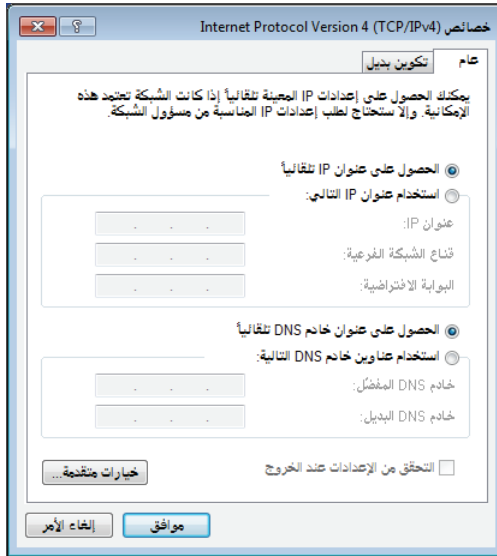 خصائص Internet Protocol Version 4 (TCP/IPv4)
عام
تكوين بديل
يمكنك الحصول على إعدادات IP المعينة تلقائياً إذا كانت الشبكة تعتمد هذه
الإمكانية. وإلا ستحتاج لطلب إعدادات IP المناسبة من مسؤول الشبكة.
الحصول على عنوان IP تلقائياً
استخدام عنوان IP التالي:
عنوان IP:
قناع الشبكة الفرعية:
البوابة الافتراضية:
الحصول على عنوان خادم DNS تلقائياً
استخدام عناوين خادم DNS التالية:
خادم DNS المفضّل:
خادم DNS البديل:
التحقق من الإعدادات عند الخروج
خيارات متقدمة...
موافق
إلغاء الأمر